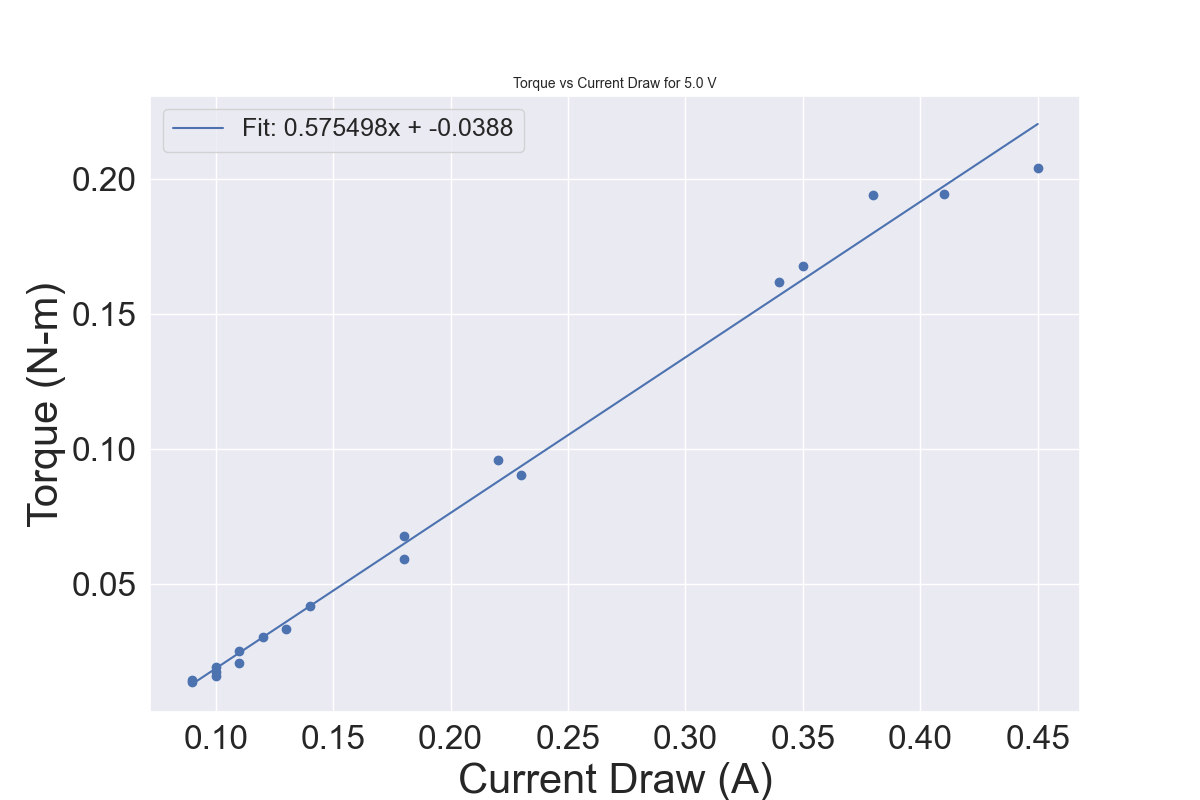 Torque vs Current Draw for 5.0 V
Fit: 0.575498x + -0.0388
Torque (N-m)
0.20
0.15
0.10
0.05
0.10 0.15 0.20 0.25 0.30 0.35 0.40 0.45
Current Draw (A)